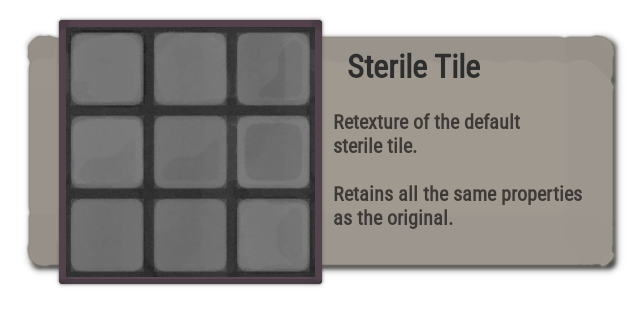 Sterile Tile
Retexture of the default
sterile tile.
Retains all the same properties
as the original.